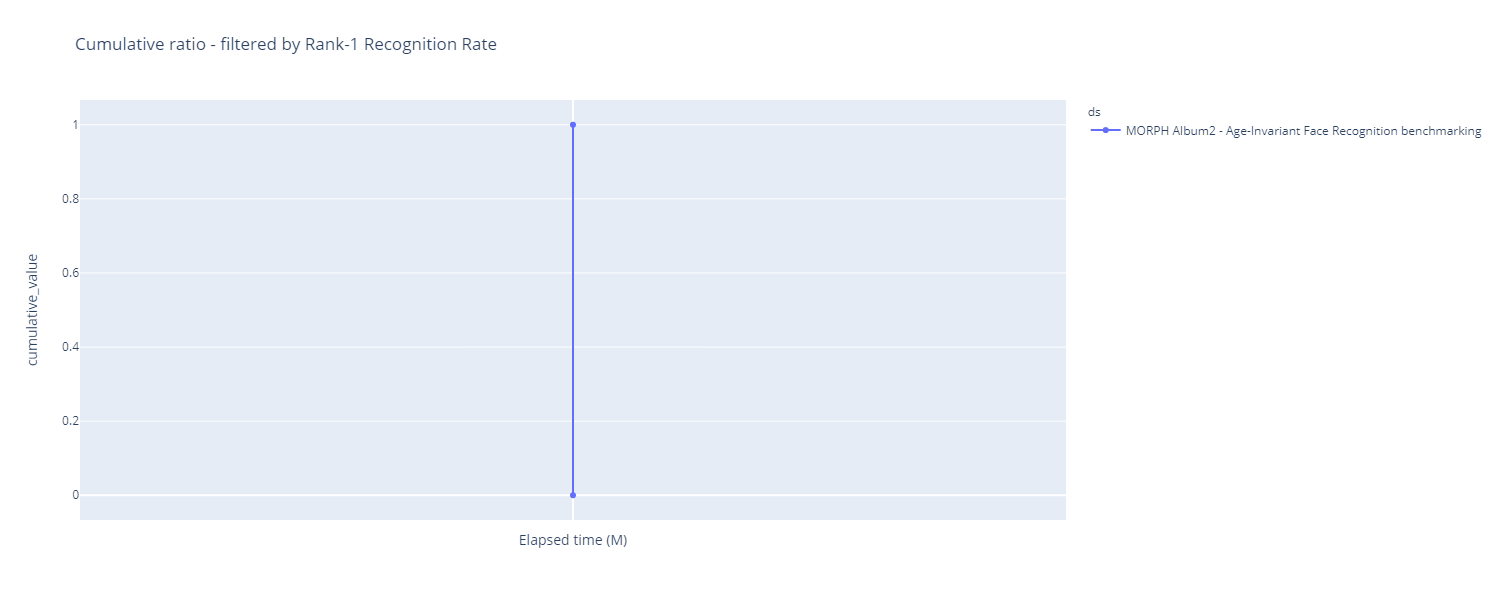 Cumulative ratio - filtered by Rank-1 Recognition Rate
ds
MORPH Album2 - Age-Invariant Face Recognition benchmarking
1
0.8
0.6
0.4
0.2
0
cumulative_value
Elapsed time (M)